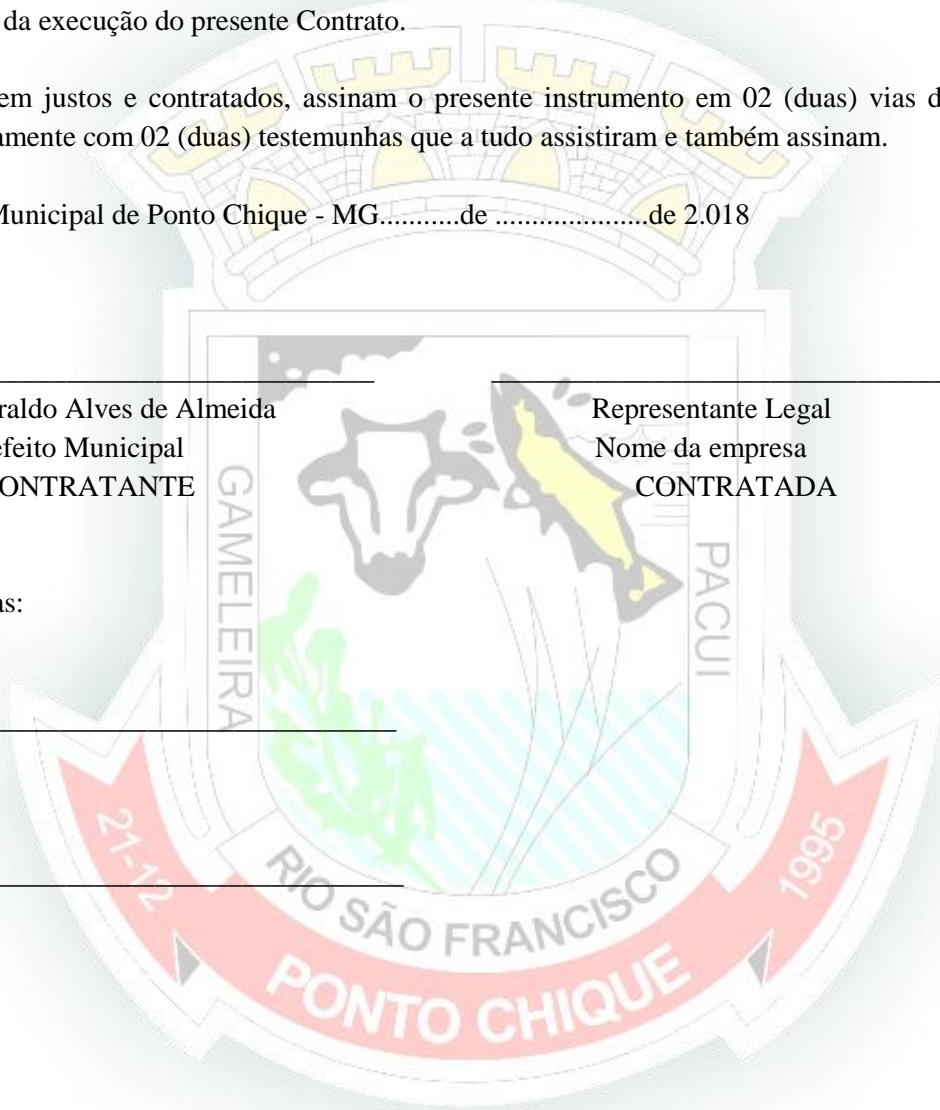 da execução do presente Contrato.
em justos e contratados, assinam o presente instrumento em 02 (duas) vias d
amente com 02 (duas) testemunhas que a tudo assistiram e também assinam.
Municipal de Ponto Chique - MG...........de .....................de 2.018
raldo Alves de Almeida
Representante Legal
efeito Municipal
Nome da empresa
ONTRATANTE
CONTRATADA
as:
GAMELEIRA
PACUI
21-12
1995
RIO SÃO FRANCISCO
PONTO CHIQUE